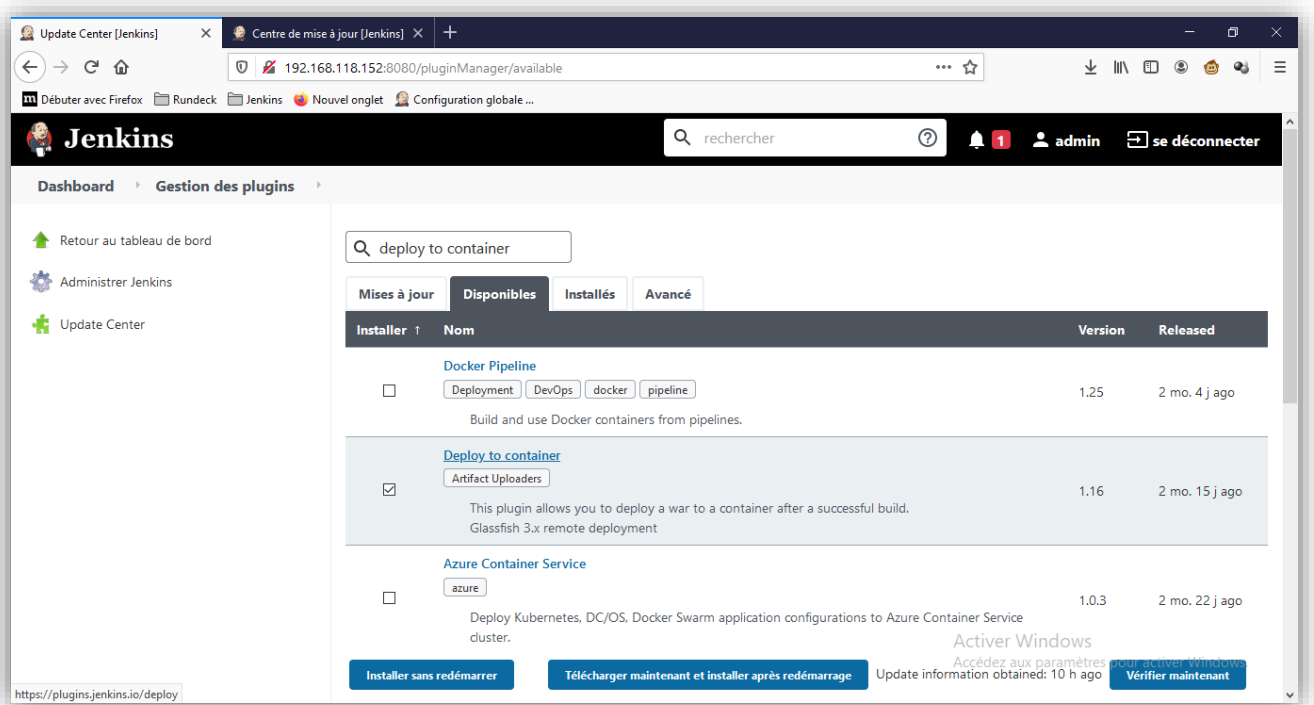 Update Center [Jenkins]
Centre de mise à jour [Jenkins]
192.168.118.152:8080/pluginManager/available
Débuter avec Firefox Rundeck Jenkins Nouvel onglet Configuration globale ...
Jenkins
rechercher
1
admin
se déconnecter
Dashboard
Gestion des plugins
Retour au tableau de bord
Administrer Jenkins
Update Center
deploy to container
Mises à jour Disponibles Installés Avancé
Installer ↑ Nom Version Released
Docker Pipeline
Deployment DevOps docker pipeline
1.25 2 mo. 4 j ago
Build and use Docker containers from pipelines.
Deploy to container
Artifact Uploaders
1.16 2 mo. 15 j ago
This plugin allows you to deploy a war to a container after a successful build.
Glassfish 3.x remote deployment
Azure Container Service
azure
1.0.3 2 mo. 22 j ago
Deploy Kubernetes, DC/OS, Docker Swarm application configurations to Azure Container Service
cluster.
Activer Windows
Accédez aux paramètres pour activer Windows.
Installer sans redémarrer Télécharger maintenant et installer après redémarrage Update information obtained: 10 h ago Vérifier maintenant
https://plugins.jenkins.io/deploy